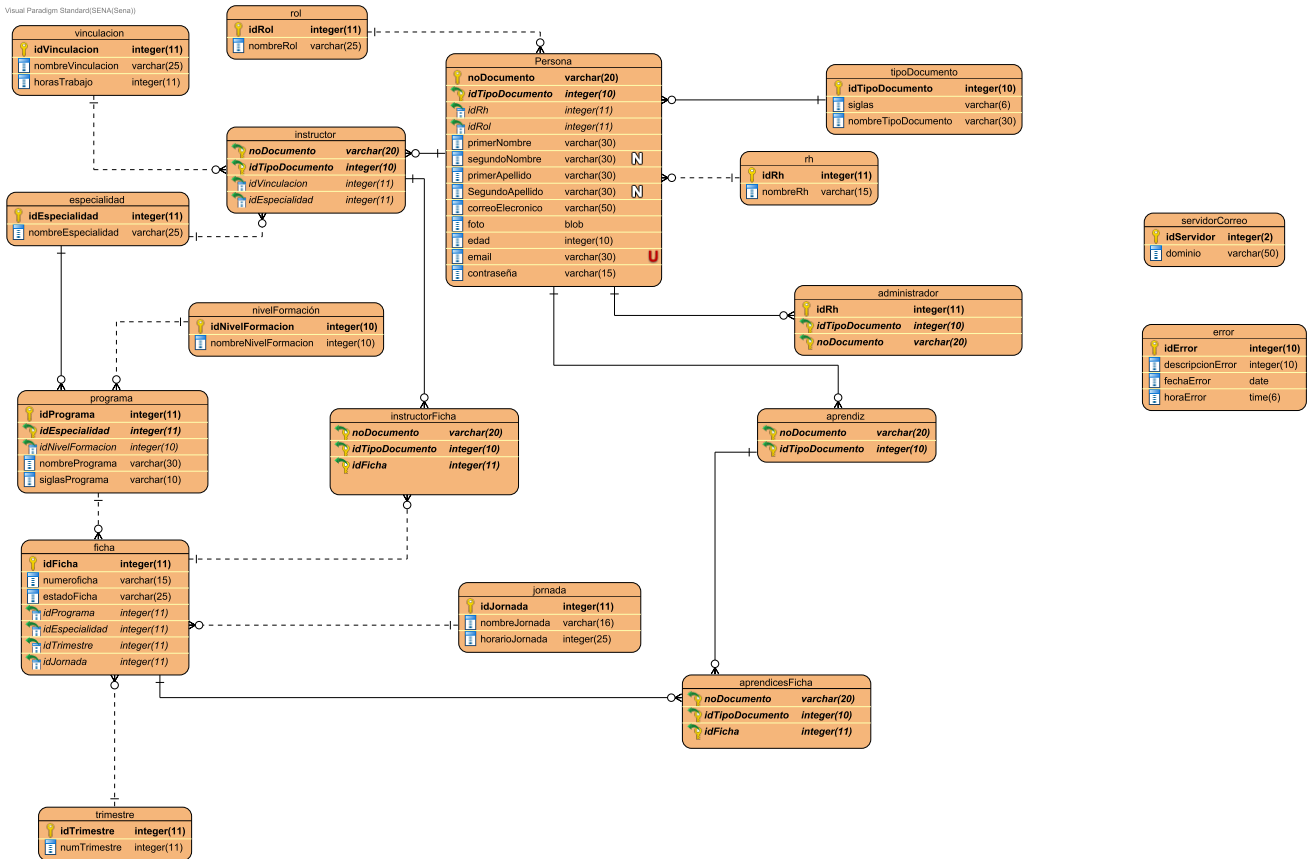 Visual Paradigm Standard(SENA(Sena))
vinculacion
idVinculacion integer(11)
nombreVinculacion varchar(25)
horasTrabajo integer(11)
rol
idRol integer(11)
nombreRol varchar(25)
Persona
noDocumento varchar(20)
idTipoDocumento integer(10)
idRh integer(11)
idRol integer(11)
primerNombre varchar(30)
segundoNombre varchar(30) N
primerApellido varchar(30)
SegundoApellido varchar(30) N
correoElecronico varchar(50)
foto blob
edad integer(10)
email varchar(30) U
contraseña varchar(15)
tipoDocumento
idTipoDocumento integer(10)
siglas varchar(6)
nombreTipoDocumento varchar(30)
instructor
noDocumento varchar(20)
idTipoDocumento integer(10)
idVinculacion integer(11)
idEspecialidad integer(11)
rh
idRh integer(11)
nombreRh varchar(15)
especialidad
idEspecialidad integer(11)
nombreEspecialidad varchar(25)
servidorCorreo
idServidor integer(2)
dominio varchar(50)
administrador
idRh integer(11)
idTipoDocumento integer(10)
noDocumento varchar(20)
nivelFormación
idNivelFormacion integer(10)
nombreNivelFormacion integer(10)
error
idError integer(10)
descripcionError integer(10)
fechaError date
horaError time(6)
programa
idPrograma integer(11)
idEspecialidad integer(11)
idNivelFormacion integer(10)
nombrePrograma varchar(30)
siglasPrograma varchar(10)
instructorFicha
noDocumento varchar(20)
idTipoDocumento integer(10)
idFicha integer(11)
aprendiz
noDocumento varchar(20)
idTipoDocumento integer(10)
ficha
idFicha integer(11)
numeroficha varchar(15)
estadoFicha varchar(25)
idPrograma integer(11)
idEspecialidad integer(11)
idTrimestre integer(11)
idJornada integer(11)
jornada
idJornada integer(11)
nombreJornada varchar(16)
horarioJornada integer(25)
aprendicesFicha
noDocumento varchar(20)
idTipoDocumento integer(10)
idFicha integer(11)
trimestre
idTrimestre integer(11)
numTrimestre integer(11)